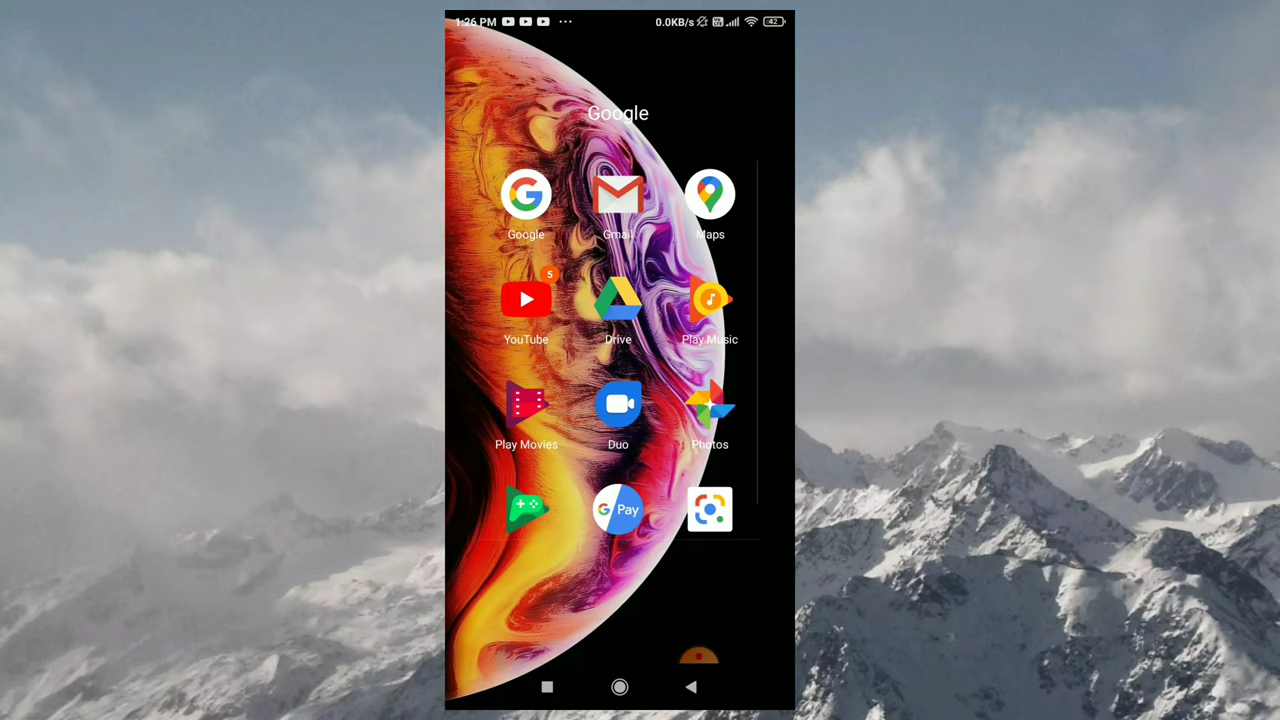 1:26 PM 0.0KB/s 42
Google
Google Gmail Maps
5
YouTube Drive Play Music
Play Movies Duo Photos
G Pay